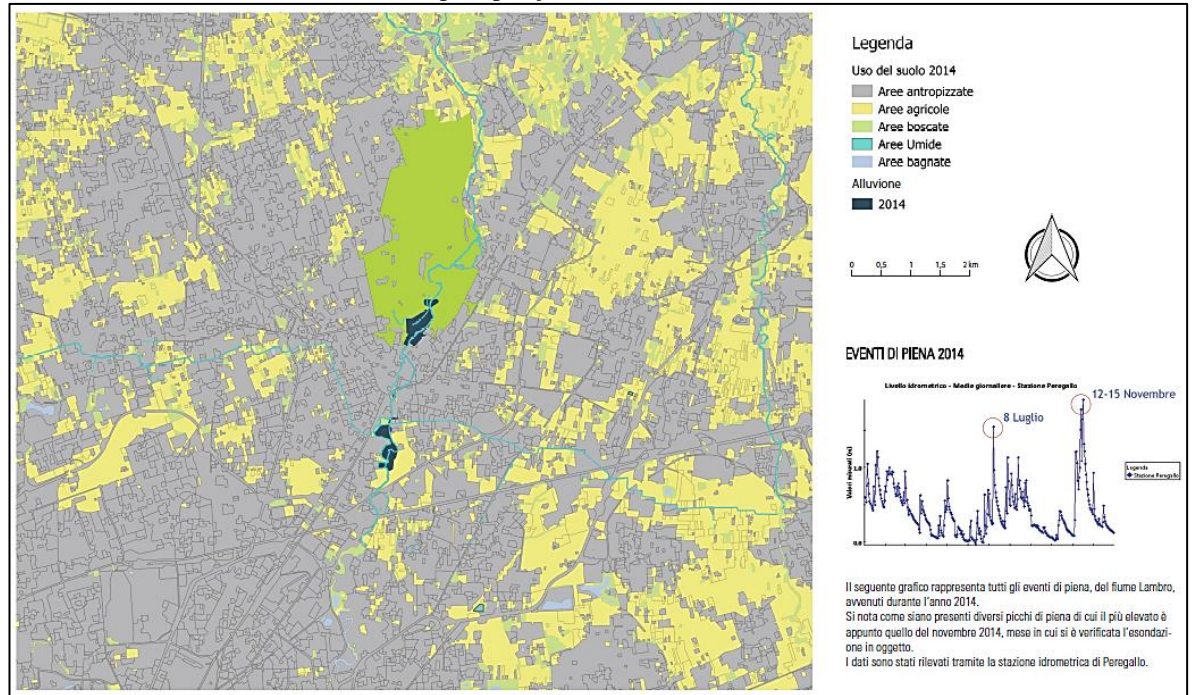 Legenda
Uso del suolo 2014
Aree antropizzate
Aree agricole
Aree boscate
Aree Umide
Aree bagnate
Alluvione
2014
0 0,5 1 2 km
EVENTI DI PIENA 2014
Livello idrometrico - Medie giornaliere - Stazione Peregallo
12-15 Novembre
8 Luglio
Valori misurati (m)
1.0
0.0
Legenda
Stazione Peregallo
Il seguente grafico rappresenta tutti gli eventi di piena, del fiume Lambro,
avvenuti durante l'anno 2014.
Si nota come siano presenti diversi picchi di piena di cui il più elevato è
appunto quello del novembre 2014, mese in cui si è verificata l'esondazi-
one in oggetto.
I dati sono stati rilevati tramite la stazione idrometrica di Peregallo.